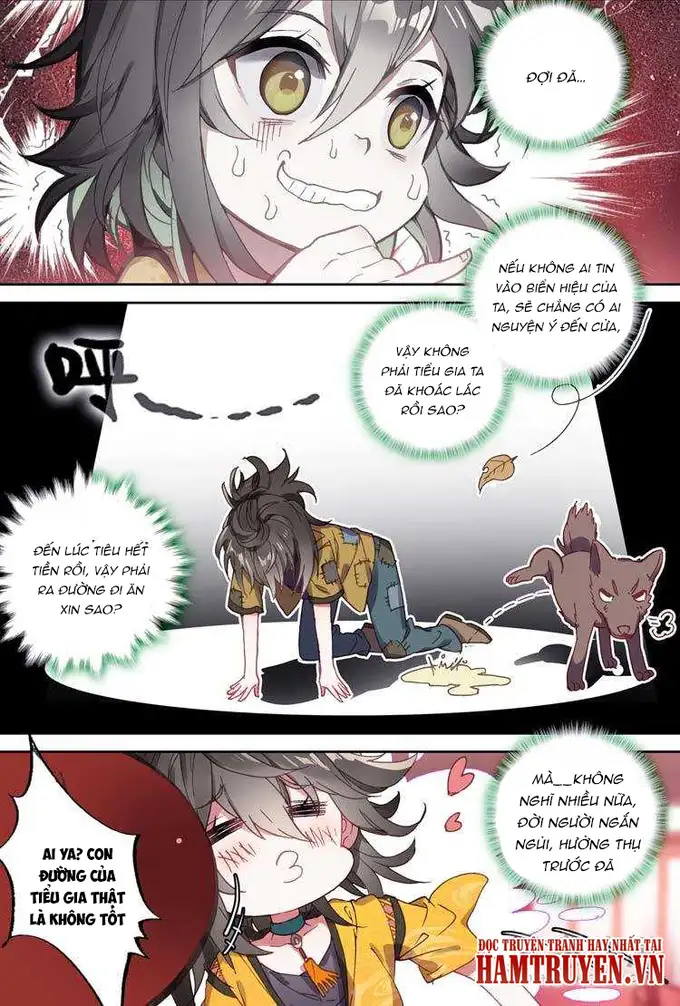 ĐỢI ĐÃ...
NẾU KHÔNG AI TIN
VÀO BIỂN HIỆU CỦA
TA, SẼ CHẲNG CÓ AI
NGUYỆN Ý ĐẾN CỬA,
VẬY KHÔNG
PHẢI TIỂU GIA TA
ĐÃ KHOÁC LÁC
RỒI SAO?
ĐẾN LÚC TIÊU HẾT
TIỀN RỒI, VẬY PHẢI
RA ĐƯỜNG ĐI ĂN
XIN SAO?
MÀ__KHÔNG
NGHĨ NHIỀU NỮA,
ĐỜI NGƯỜI NGẮN
NGỦI, HƯỞNG THỤ
TRƯỚC ĐÃ
AI YA? CON
ĐƯỜNG CỦA
TIỂU GIA THẬT
LÀ KHÔNG TỐT
ĐỌC TRUYỆN TRANH HAY NHẤT TẠI
HAMTRUYEN.VN